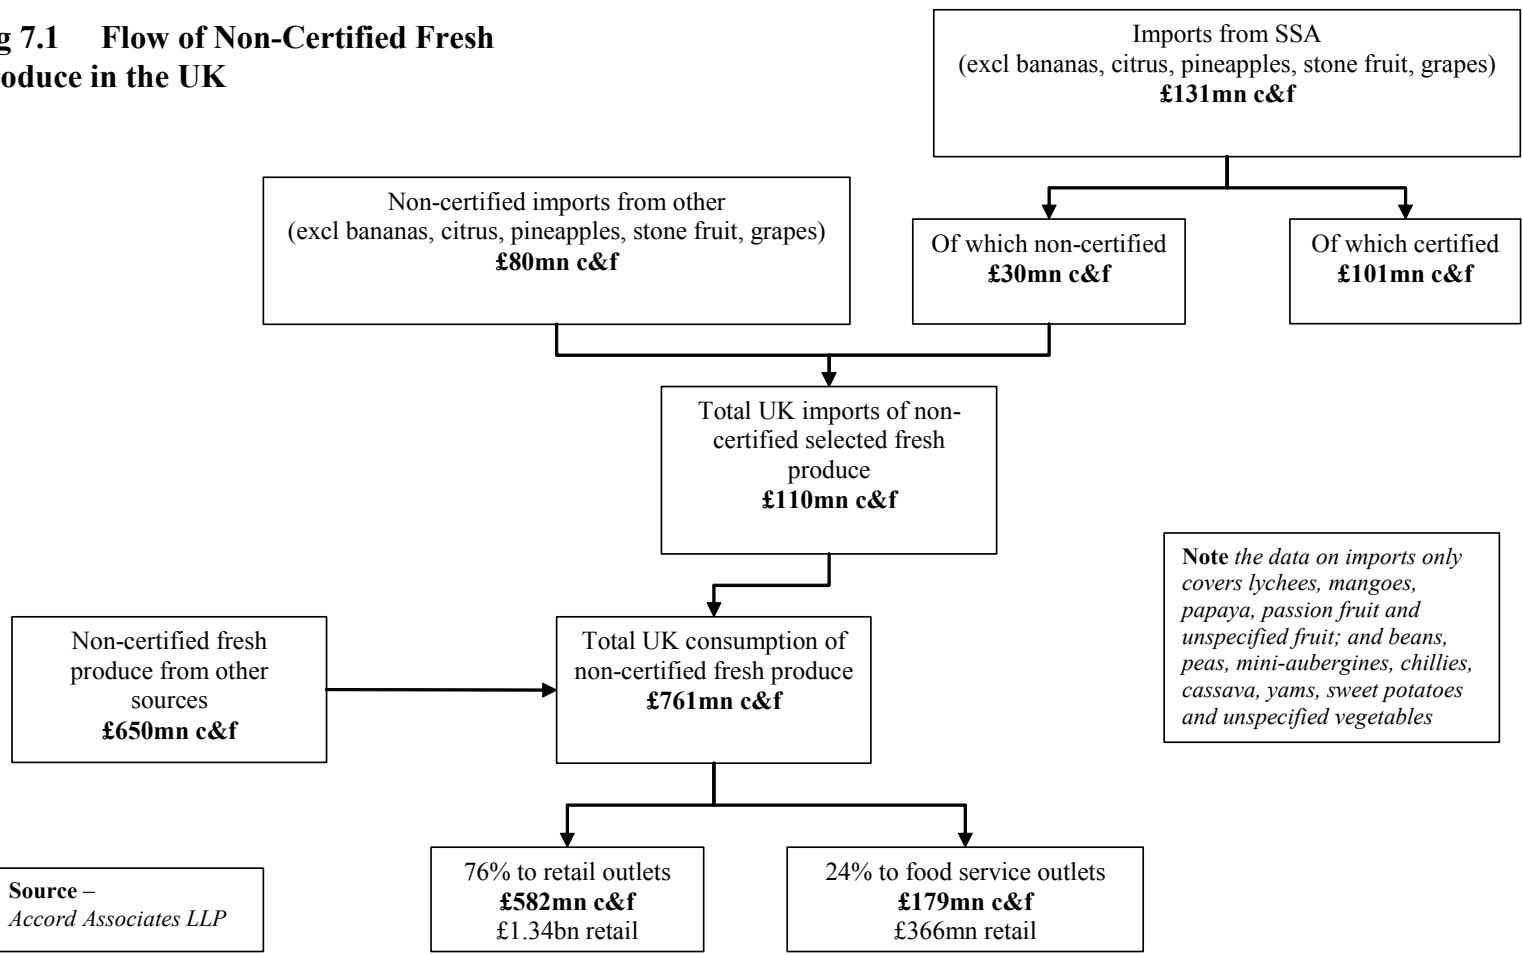 g 7.1 Flow of Non-Certified Fresh
oduce in the UK
Imports from SSA
(excl bananas, citrus, pineapples, stone fruit, grapes)
£131mn c&f
Non-certified imports from other
(excl bananas, citrus, pineapples, stone fruit, grapes)
£80mn c&f
Of which non-certified
£30mn c&f
Of which certified
£101mn c&f
Total UK imports of non-
certified selected fresh
produce
£110mn c&f
Note the data on imports only
covers lychees, mangoes,
papaya, passion fruit and
unspecified fruit; and beans,
peas, mini-aubergines, chillies,
cassava, yams, sweet potatoes
and unspecified vegetables
Non-certified fresh
produce from other
sources
£650mn c&f
Total UK consumption of
non-certified fresh produce
£761mn c&f
76% to retail outlets
£582mn c&f
£1.34bn retail
24% to food service outlets
£179mn c&f
£366mn retail
Source –
Accord Associates LLP